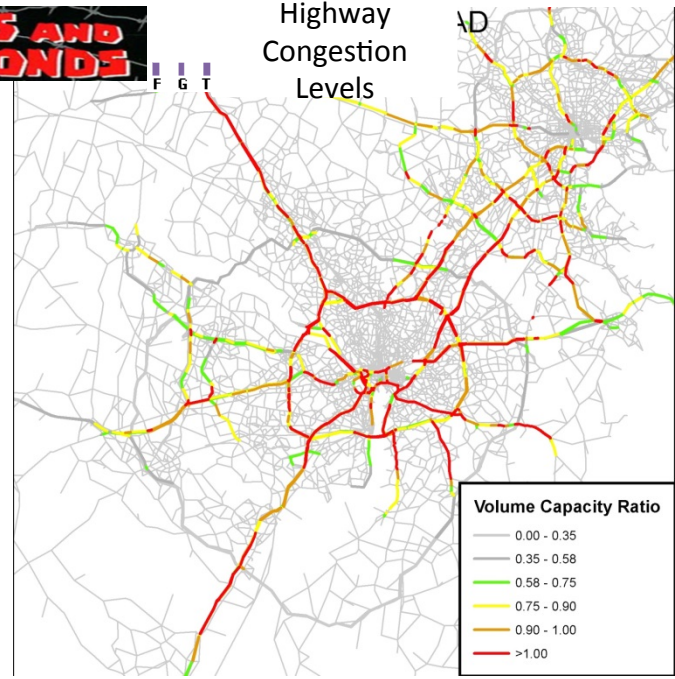 AND
Highway
Congestion
Levels
F G T
Volume Capacity Ratio
0.00 - 0.35
0.35 - 0.58
0.58 - 0.75
0.75 - 0.90
0.90 - 1.00
>1.00